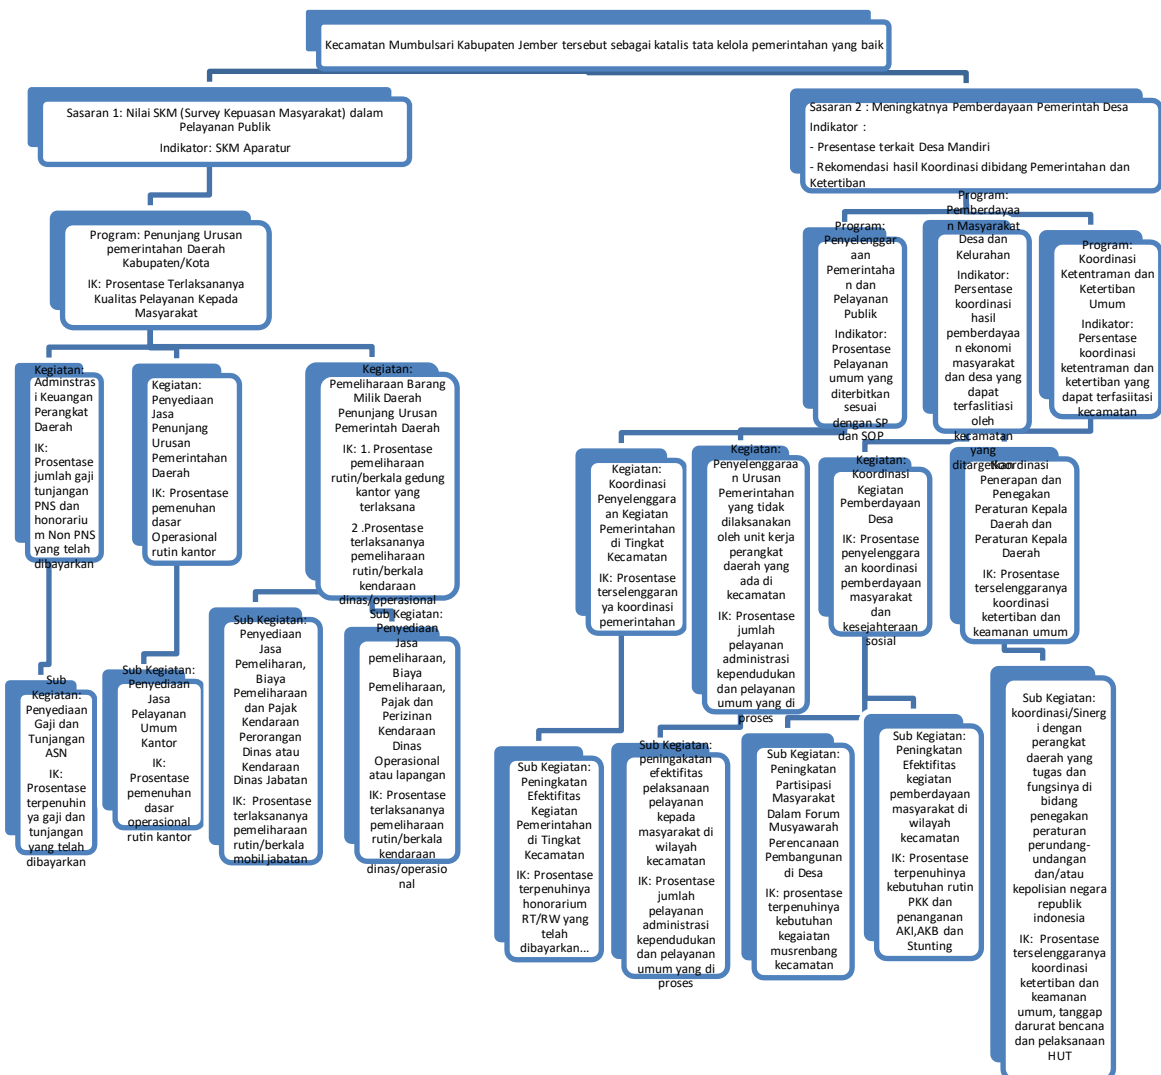 Kecamatan Mumbulsari Kabupaten Jember tersebut sebagai katalis tata kelola pemerintahan yang baik
Sasaran 1: Nilai SKM (Survey Kepuasan Masyarakat) dalam
Pelayanan Publik
Indikator: SKM Aparatur
Sasaran 2 : Meningkatnya Pemberdayaan Pemerintah Desa
Indikator :
- Presentase terkait Desa Mandiri
- Rekomendasi hasil Koordinasi dibidang Pemerintahan dan
Ketertiban
Program: Penunjang Urusan
pemerintahan Daerah
Kabupaten/Kota
IK: Prosentase Terlaksananya
Kualitas Pelayanan Kepada
Masyarakat
Program:
Penyelenggar
aan
Pemerintaha
n dan
Pelayanan
Publik
Indikator:
Prosentase
Pelayanan
umum yang
diterbitkan
sesuai
dengan SP
dan SOP
Program:
Pemberdayaa
n Masyarakat
Desa dan
Kelurahan
Indikator:
Persentase
koordinasi
hasil
pemberdayaa
n ekonomi
masyarakat
dan desa yang
dapat
terfaslitiasi
oleh
kecamatan
yang
ditargetkan
Program:
Koordinasi
Ketentraman dan
Ketertiban
Umum
Indikator:
Persentase
koordinasi
ketentraman dan
ketertiban yang
dapat terfasiitasi
kecamatan
Kegiatan:
Adminstras
i Keuangan
Perangkat
Daerah
IK:
Prosentase
jumlah gaji
tunjangan
PNS dan
honorariu
m Non PNS
yang telah
dibayarkan
Kegiatan:
Penyediaan
Jasa
Penunjang
Urusan
Pemerintahan
Daerah
IK: Prosentase
pemenuhan
dasar
Operasional
rutin kantor
Kegiatan:
Pemeliharaan Barang
Milik Daerah
Penunjang Urusan
Pemerintah Daerah
IK: 1. Prosentase
pemeliharaan
rutin/berkala gedung
kantor yang
terlaksana
2 .Prosentase
terlaksananya
pemeliharaan
rutin/berkala
kendaraan
dinas/operasional
Kegiatan:
Koordinasi
Penyelenggara
an Kegiatan
Pemerintahan
di Tingkat
Kecamatan
IK: Prosentase
terselenggaran
ya koordinasi
pemerintahan
Kegiatan:
Penyelenggaraa
n Urusan
Pemerintahan
yang tidak
dilaksanakan
oleh unit kerja
perangkat
daerah yang
ada di
kecamatan
IK: Prosentase
jumlah
pelayanan
administrasi
kependudukan
dan pelayanan
umum yang di
proses
Kegiatan:
Koordinasi
Kegiatan
Pemberdayaan
Desa
IK: Prosentase
penyelenggara
an koordinasi
pemberdayaan
masyarakat
dan
kesejahteraan
sosial
Koordinasi
Penerapan dan
Penegakan
Peraturan Kepala
Daerah dan
Peraturan Kepala
Daerah
IK: Prosentase
terselenggaranya
koordinasi
ketertiban dan
keamanan umum
Sub
Kegiatan:
Penyediaan
Gaji dan
Tunjangan
ASN
IK:
Prosentase
terpenuhin
ya gaji dan
tunjangan
yang telah
dibayarkan
Sub Kegiatan:
Penyediaan
Jasa
Pelayanan
Umum
Kantor
IK:
Prosentase
pemenuhan
dasar
operasional
rutin kantor
Sub Kegiatan:
Penyediaan
Jasa
Pemeliharan,
Biaya
Pemeliharaan
dan Pajak
Kendaraan
Perorangan
Dinas atau
Kendaraan
Dinas Jabatan
IK: Prosentase
terlaksananya
pemeliharaan
rutin/berkala
mobil jabatan
Sub Kegiatan:
Penyediaan
Jasa
pemeliharaan,
Biaya
Pemeliharaan,
Pajak dan
Perizinan
Kendaraan
Dinas
Operasional
atau lapangan
IK: Prosentase
terlaksananya
pemeliharaan
rutin/berkala
kendaraan
dinas/operasio
nal
Sub Kegiatan:
Peningkatan
Efektifitas
Kegiatan
Pemerintahan
di Tingkat
Kecamatan
IK: Prosentase
terpenuhinya
honorarium
RT/RW yang
telah
dibayarkan...
Sub Kegiatan:
peningakatan
efektifitas
pelaksanaan
pelayanan
kepada
masyarakat di
wilayah
kecamatan
IK: Prosentase
jumlah
pelayanan
administrasi
kependudukan
dan pelayanan
umum yang di
proses
Sub Kegiatan:
Peningkatan
Partisipasi
Masyarakat
Dalam Forum
Musyawarah
Perencanaan
Pembangunan
di Desa
IK: prosentase
terpenuhinya
kebutuhan
kegaiatan
musrenbang
kecamatan
Sub Kegiatan:
Peningkatan
Efektifitas
kegiatan
pemberdayaan
masyarakat di
wilayah
kecamatan
IK: Prosentase
terpenuhinya
kebutuhan rutin
PKK dan
penanganan
AKI,AKB dan
Stunting
Sub Kegiatan:
koordinasi/Sinerg
i dengan
perangkat
daerah yang
tugas dan
fungsinya di
bidang
penegakan
peraturan
perundang-
undangan
dan/atau
kepolisian negara
republik
indonesia
IK: Prosentase
terselenggaranya
koordinasi
ketertiban dan
keamanan
umum, tanggap
darurat bencana
dan pelaksanaan
HUT